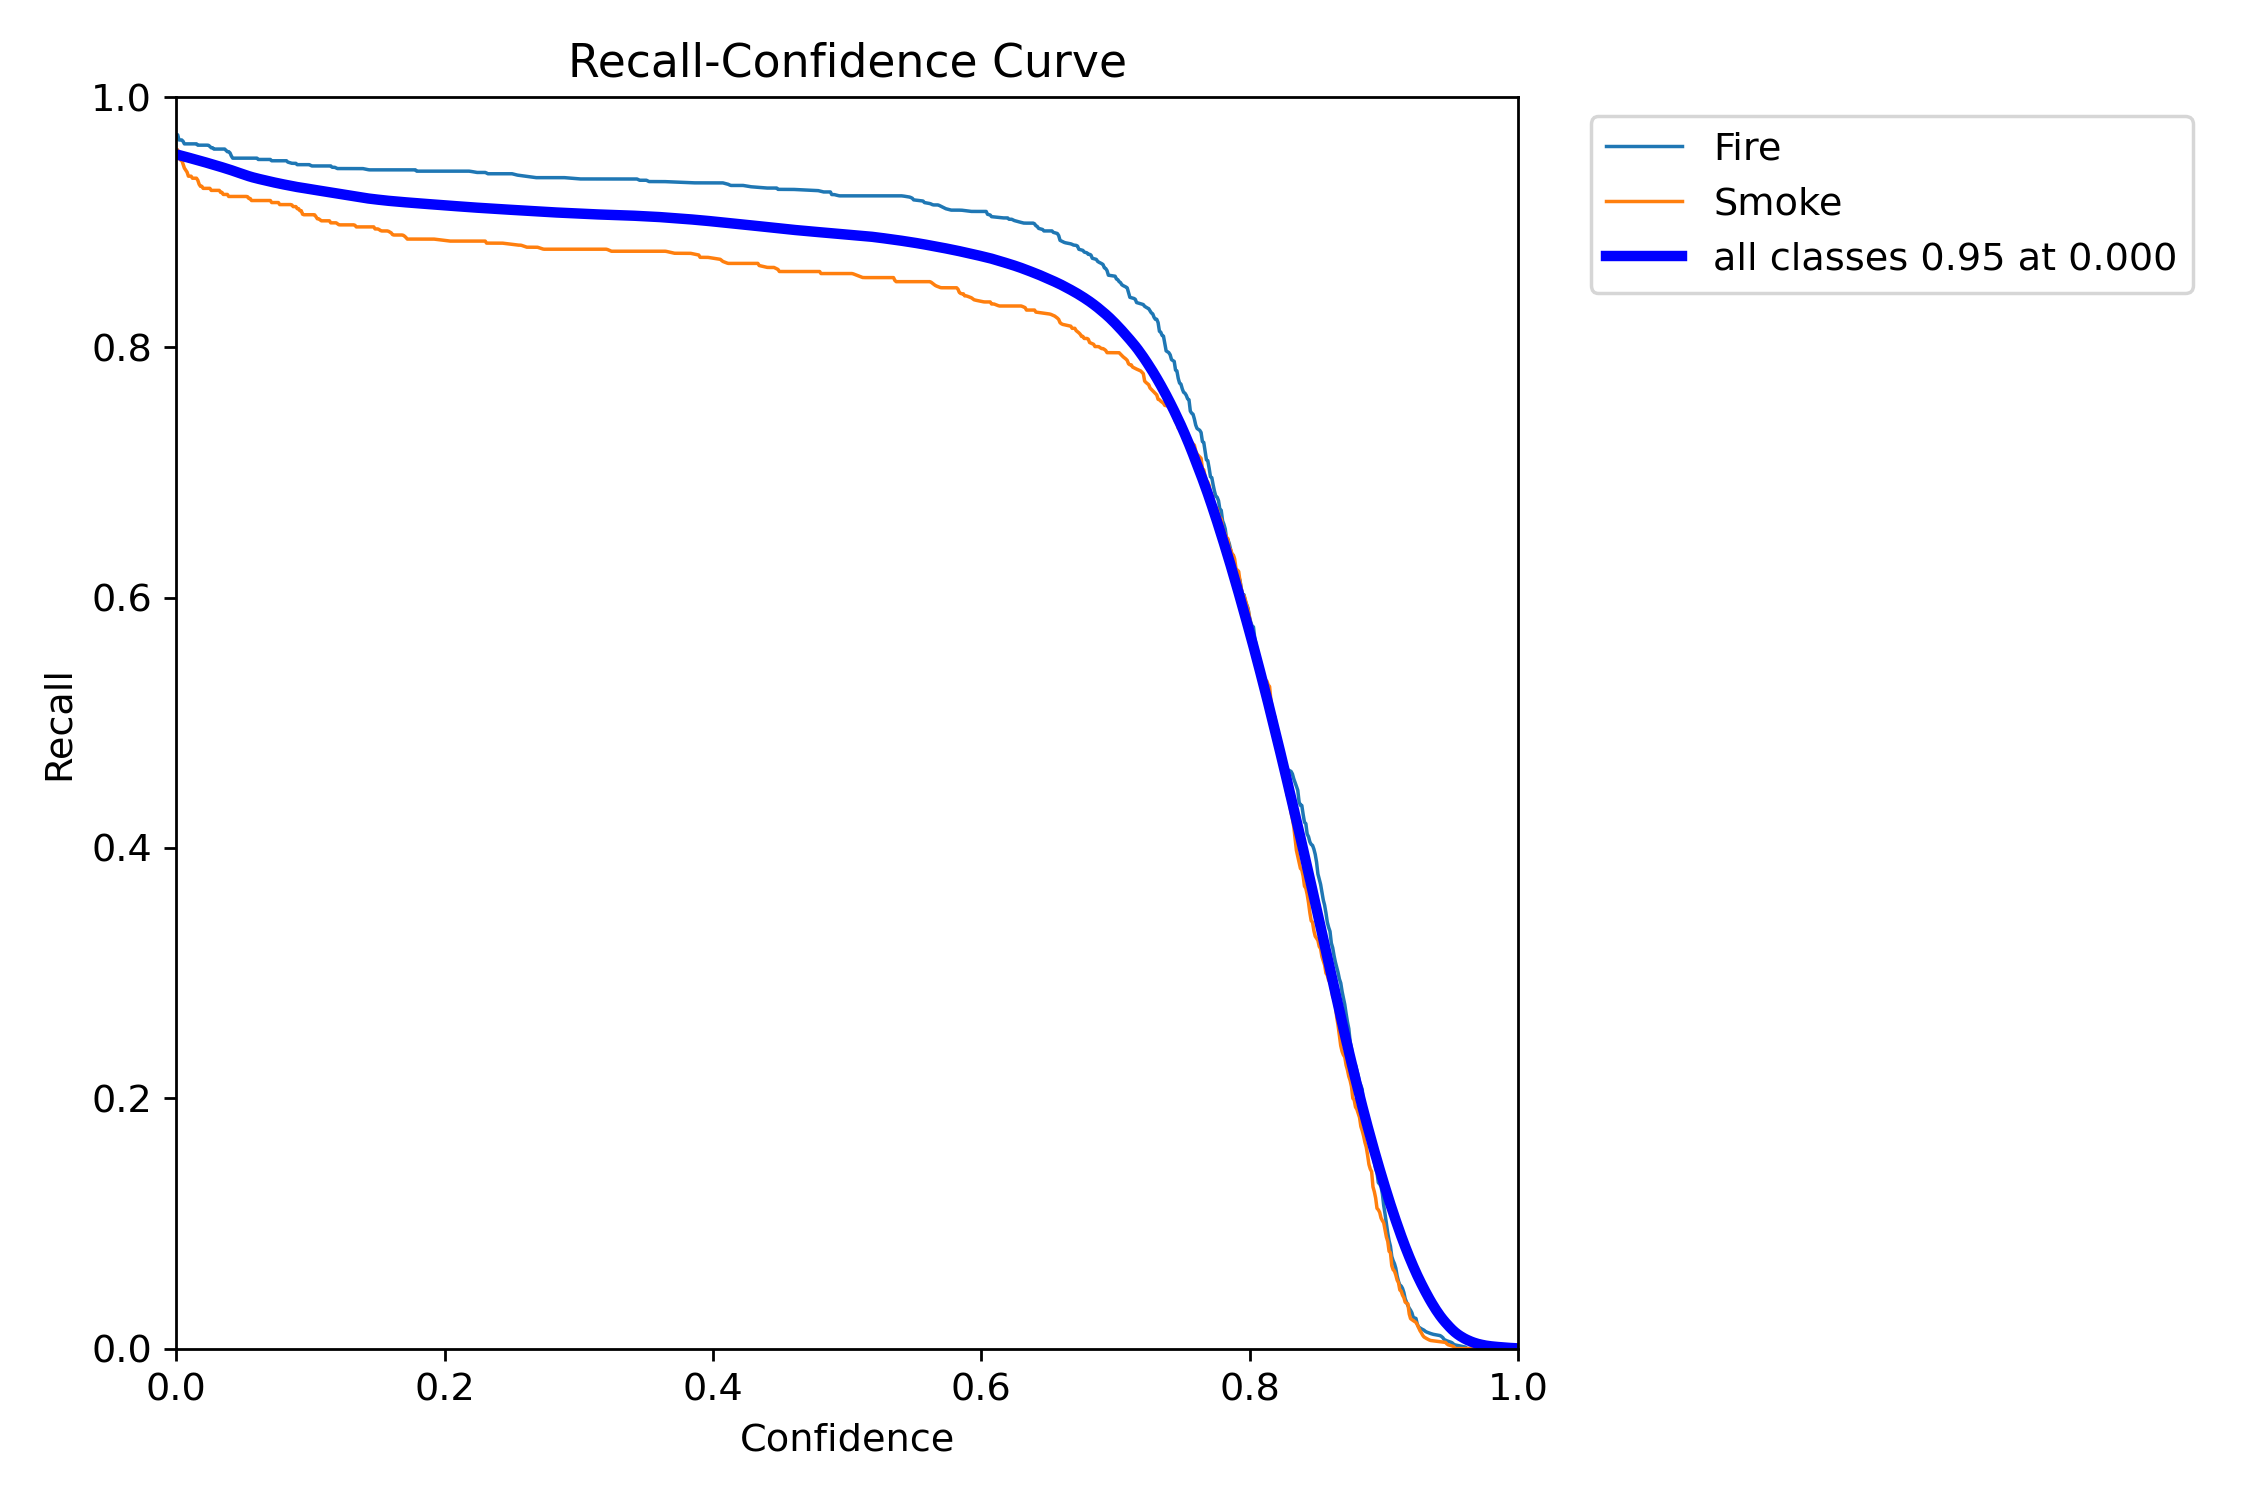 Recall-Confidence Curve
1.0
0.8
0.6
0.4
0.2
0.0
Recall
0.0 0.2 0.4 0.6 0.8 1.0
Confidence
Fire
Smoke
all classes 0.95 at 0.000